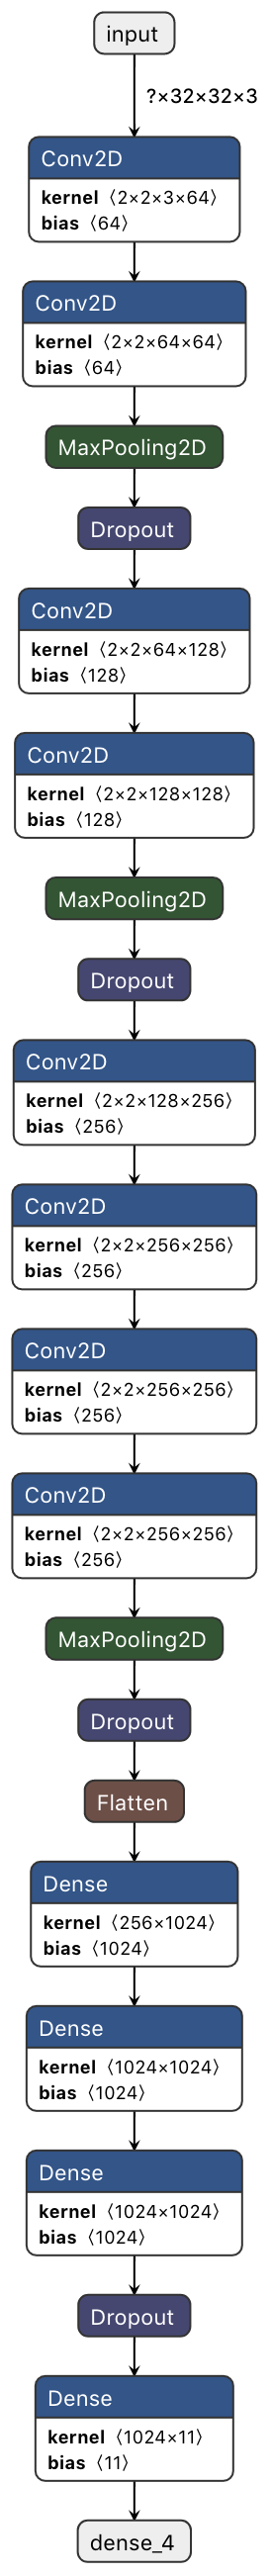 input
?×32×32×3
Conv2D
kernel ⟨2×2×3×64⟩
bias ⟨64⟩
Conv2D
kernel ⟨2×2×64×64⟩
bias ⟨64⟩
MaxPooling2D
Dropout
Conv2D
kernel ⟨2×2×64×128⟩
bias ⟨128⟩
Conv2D
kernel ⟨2×2×128×128⟩
bias ⟨128⟩
MaxPooling2D
Dropout
Conv2D
kernel ⟨2×2×128×256⟩
bias ⟨256⟩
Conv2D
kernel ⟨2×2×256×256⟩
bias ⟨256⟩
Conv2D
kernel ⟨2×2×256×256⟩
bias ⟨256⟩
Conv2D
kernel ⟨2×2×256×256⟩
bias ⟨256⟩
MaxPooling2D
Dropout
Flatten
Dense
kernel ⟨256×1024⟩
bias ⟨1024⟩
Dense
kernel ⟨1024×1024⟩
bias ⟨1024⟩
Dense
kernel ⟨1024×1024⟩
bias ⟨1024⟩
Dropout
Dense
kernel ⟨1024×11⟩
bias ⟨11⟩
dense_4